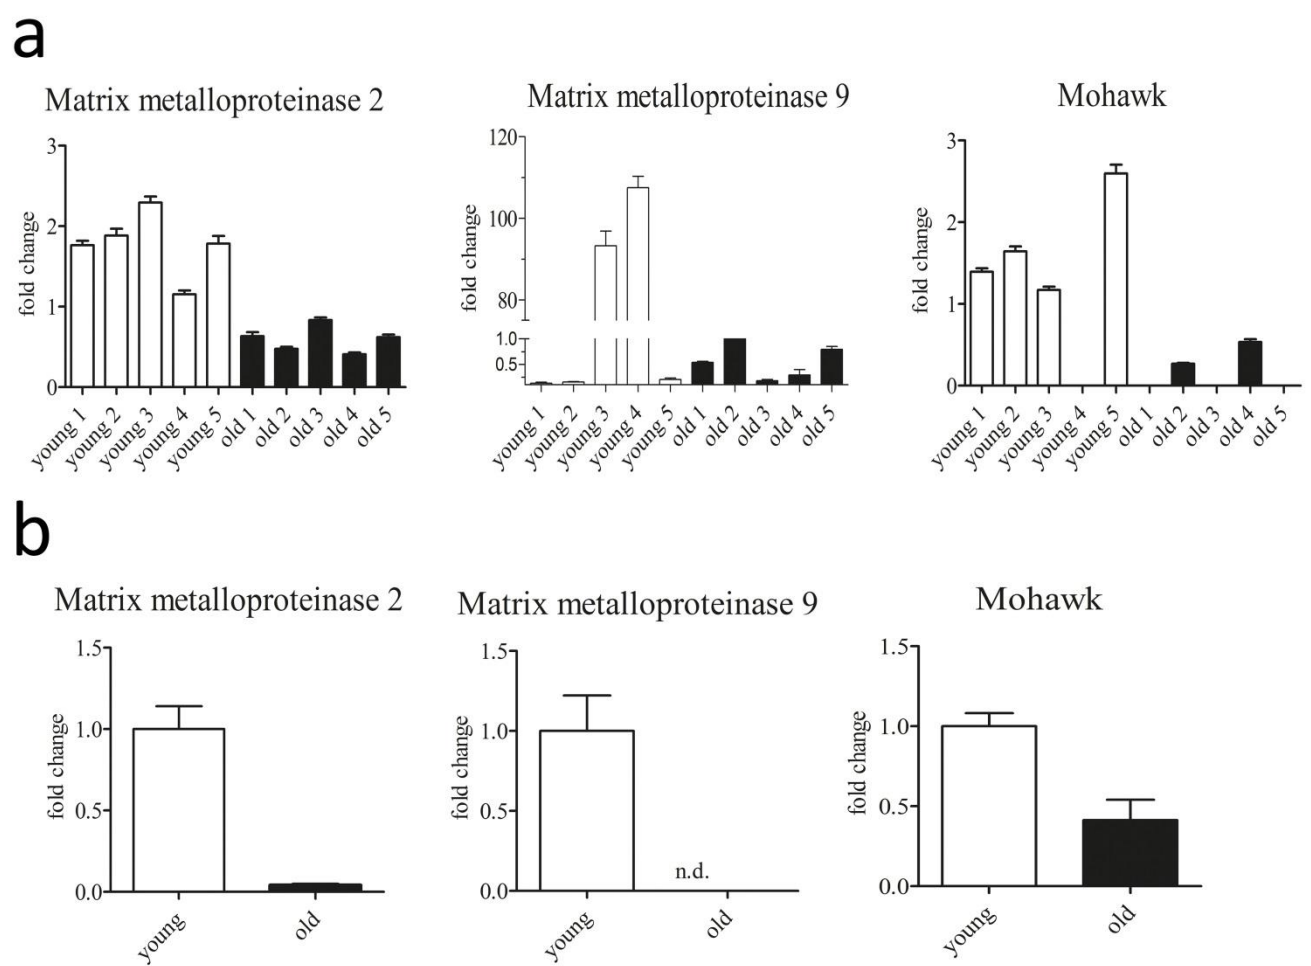 a
Matrix metalloproteinase 2
fold change
3
2
1
0
young 1
young 2
young 3
young 4
young 5
old 1
old 2
old 3
old 4
old 5
Matrix metalloproteinase 9
fold change
120
100
80
1.0
0.5
young 1
young 2
young 3
young 4
young 5
old 1
old 2
old 3
old 4
old 5
Mohawk
fold change
3
2
1
0
young 1
young 2
young 3
young 4
young 5
old 1
old 2
old 3
old 4
old 5
b
Matrix metalloproteinase 2
fold change
1.5
1.0
0.5
0.0
young
old
Matrix metalloproteinase 9
fold change
1.5
1.0
0.5
0.0
n.d.
young
old
Mohawk
fold change
1.5
1.0
0.5
0.0
young
old